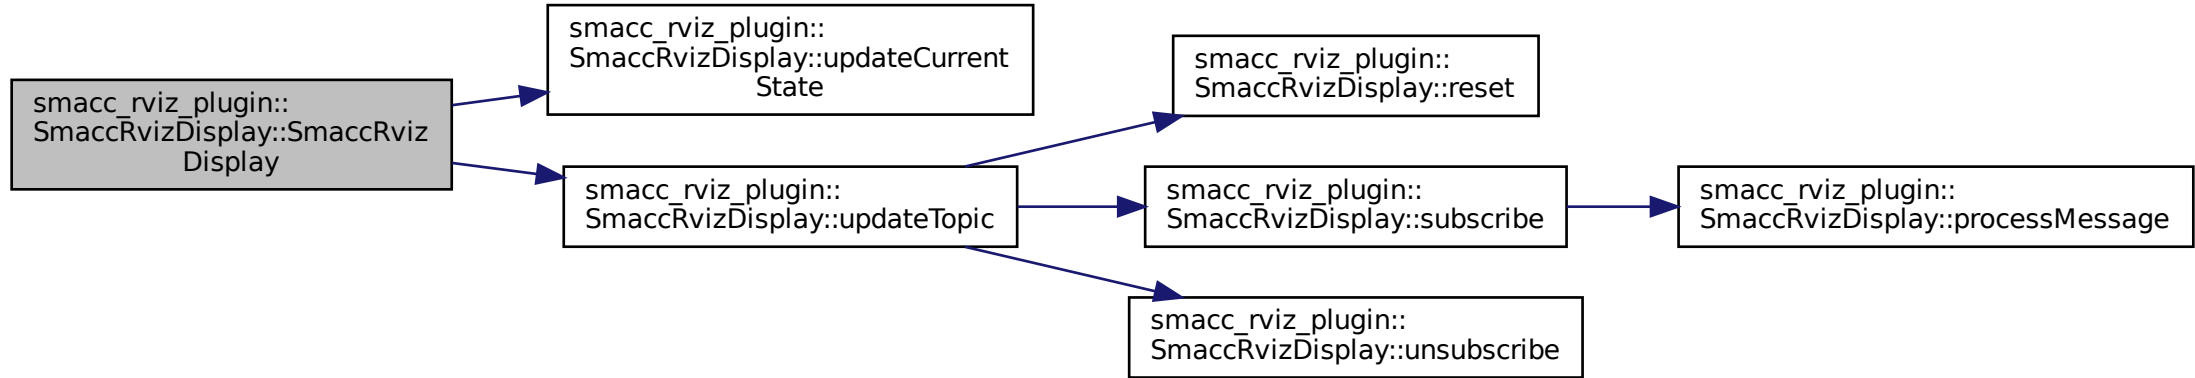 smacc_rviz_plugin::
SmaccRvizDisplay::SmaccRviz
Display
smacc_rviz_plugin::
SmaccRvizDisplay::updateCurrent
State
smacc_rviz_plugin::
SmaccRvizDisplay::updateTopic
smacc_rviz_plugin::
SmaccRvizDisplay::reset
smacc_rviz_plugin::
SmaccRvizDisplay::subscribe
smacc_rviz_plugin::
SmaccRvizDisplay::processMessage
smacc_rviz_plugin::
SmaccRvizDisplay::unsubscribe